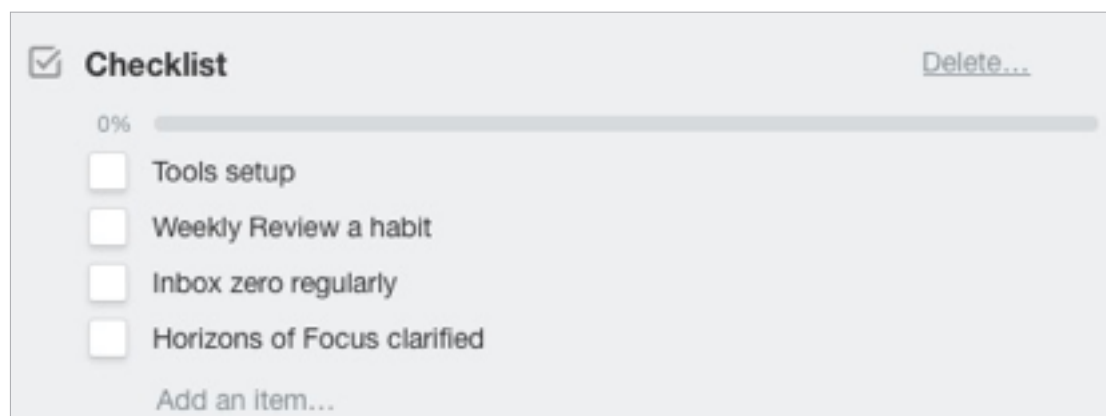 Checklist Delete...
0%
Tools setup
Weekly Review a habit
Inbox zero regularly
Horizons of Focus clarified
Add an item...